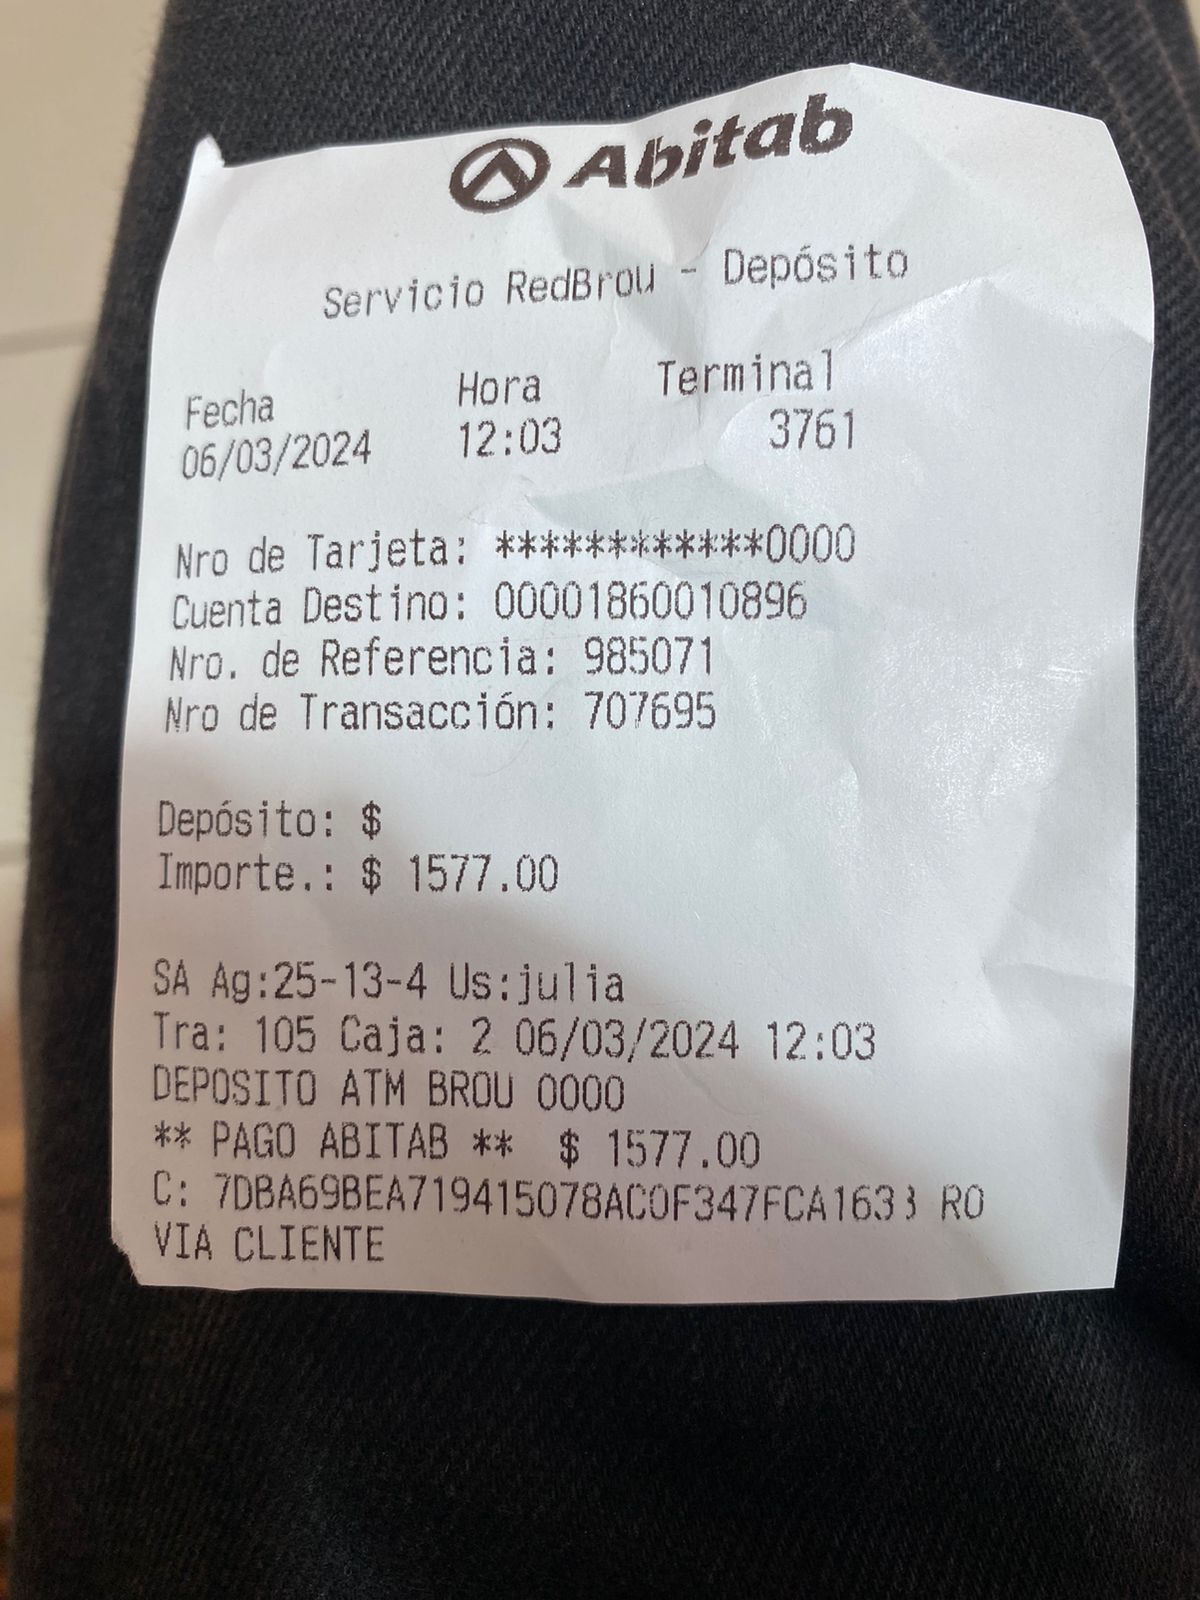 Abitab
Servicio RedBrou - Depósito
Fecha Hora Terminal
06/03/2024 12:03 3761
Nro de Tarjeta: ************0000
Cuenta Destino: 00001860010896
Nro. de Referencia: 985071
Nro de Transacción: 707695
Depósito: $
Importe.: $ 1577.00
SA Ag:25-13-4 Us:julia
Tra: 105 Caja: 2 06/03/2024 12:03
DEPOSITO ATM BROU 0000
** PAGO ABITAB ** $ 1577.00
C: RO
VIA CLIENTE